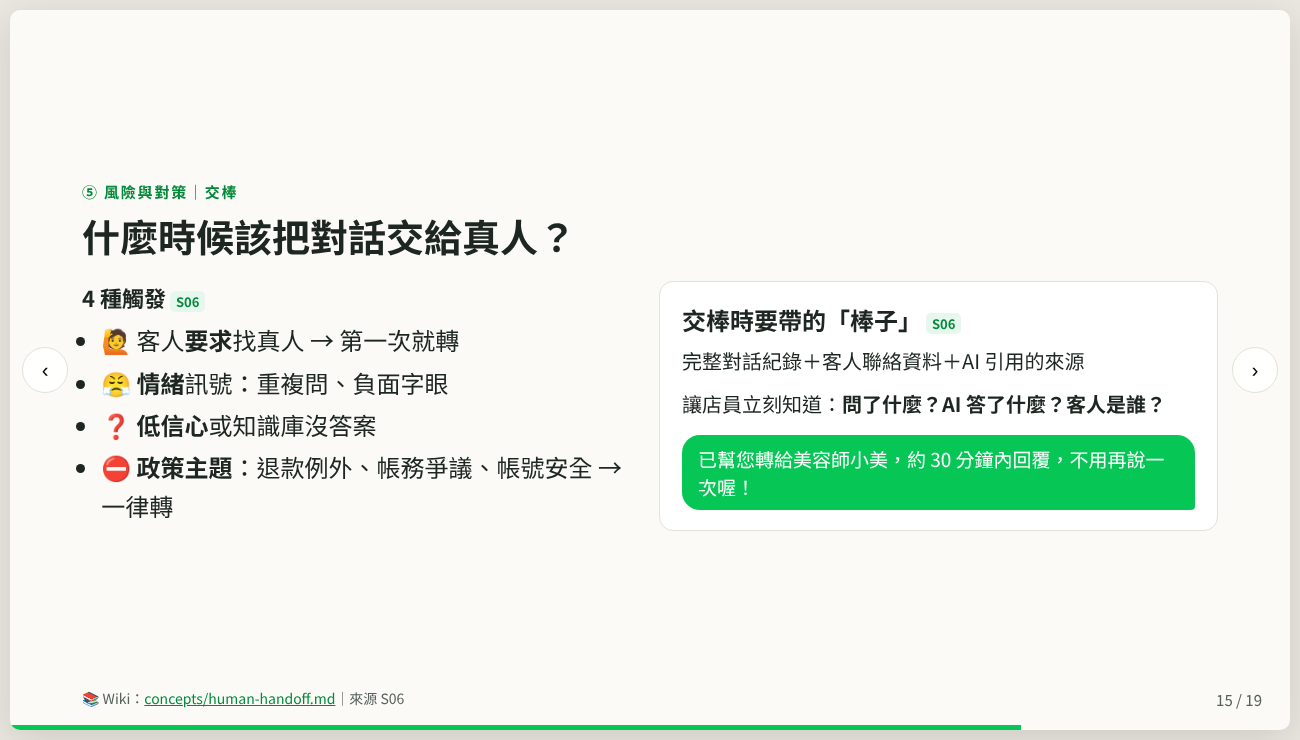 ⑤ 風險與對策｜交棒
什麼時候該把對話交給真人？
4 種觸發 S06
🙋 客人要求找真人 → 第一次就轉
😤 情緒訊號：重複問、負面字眼
❓ 低信心或知識庫沒答案
⛔ 政策主題：退款例外、帳務爭議、帳號安全 →
一律轉
交棒時要帶的「棒子」 S06
完整對話紀錄＋客人聯絡資料＋AI 引用的來源
讓店員立刻知道：問了什麼？AI 答了什麼？客人是誰？
已幫您轉給美容師小美，約 30 分鐘內回覆，不用再說一
次喔！
‹
›
📚 Wiki：concepts/human-handoff.md｜來源 S06
15 / 19